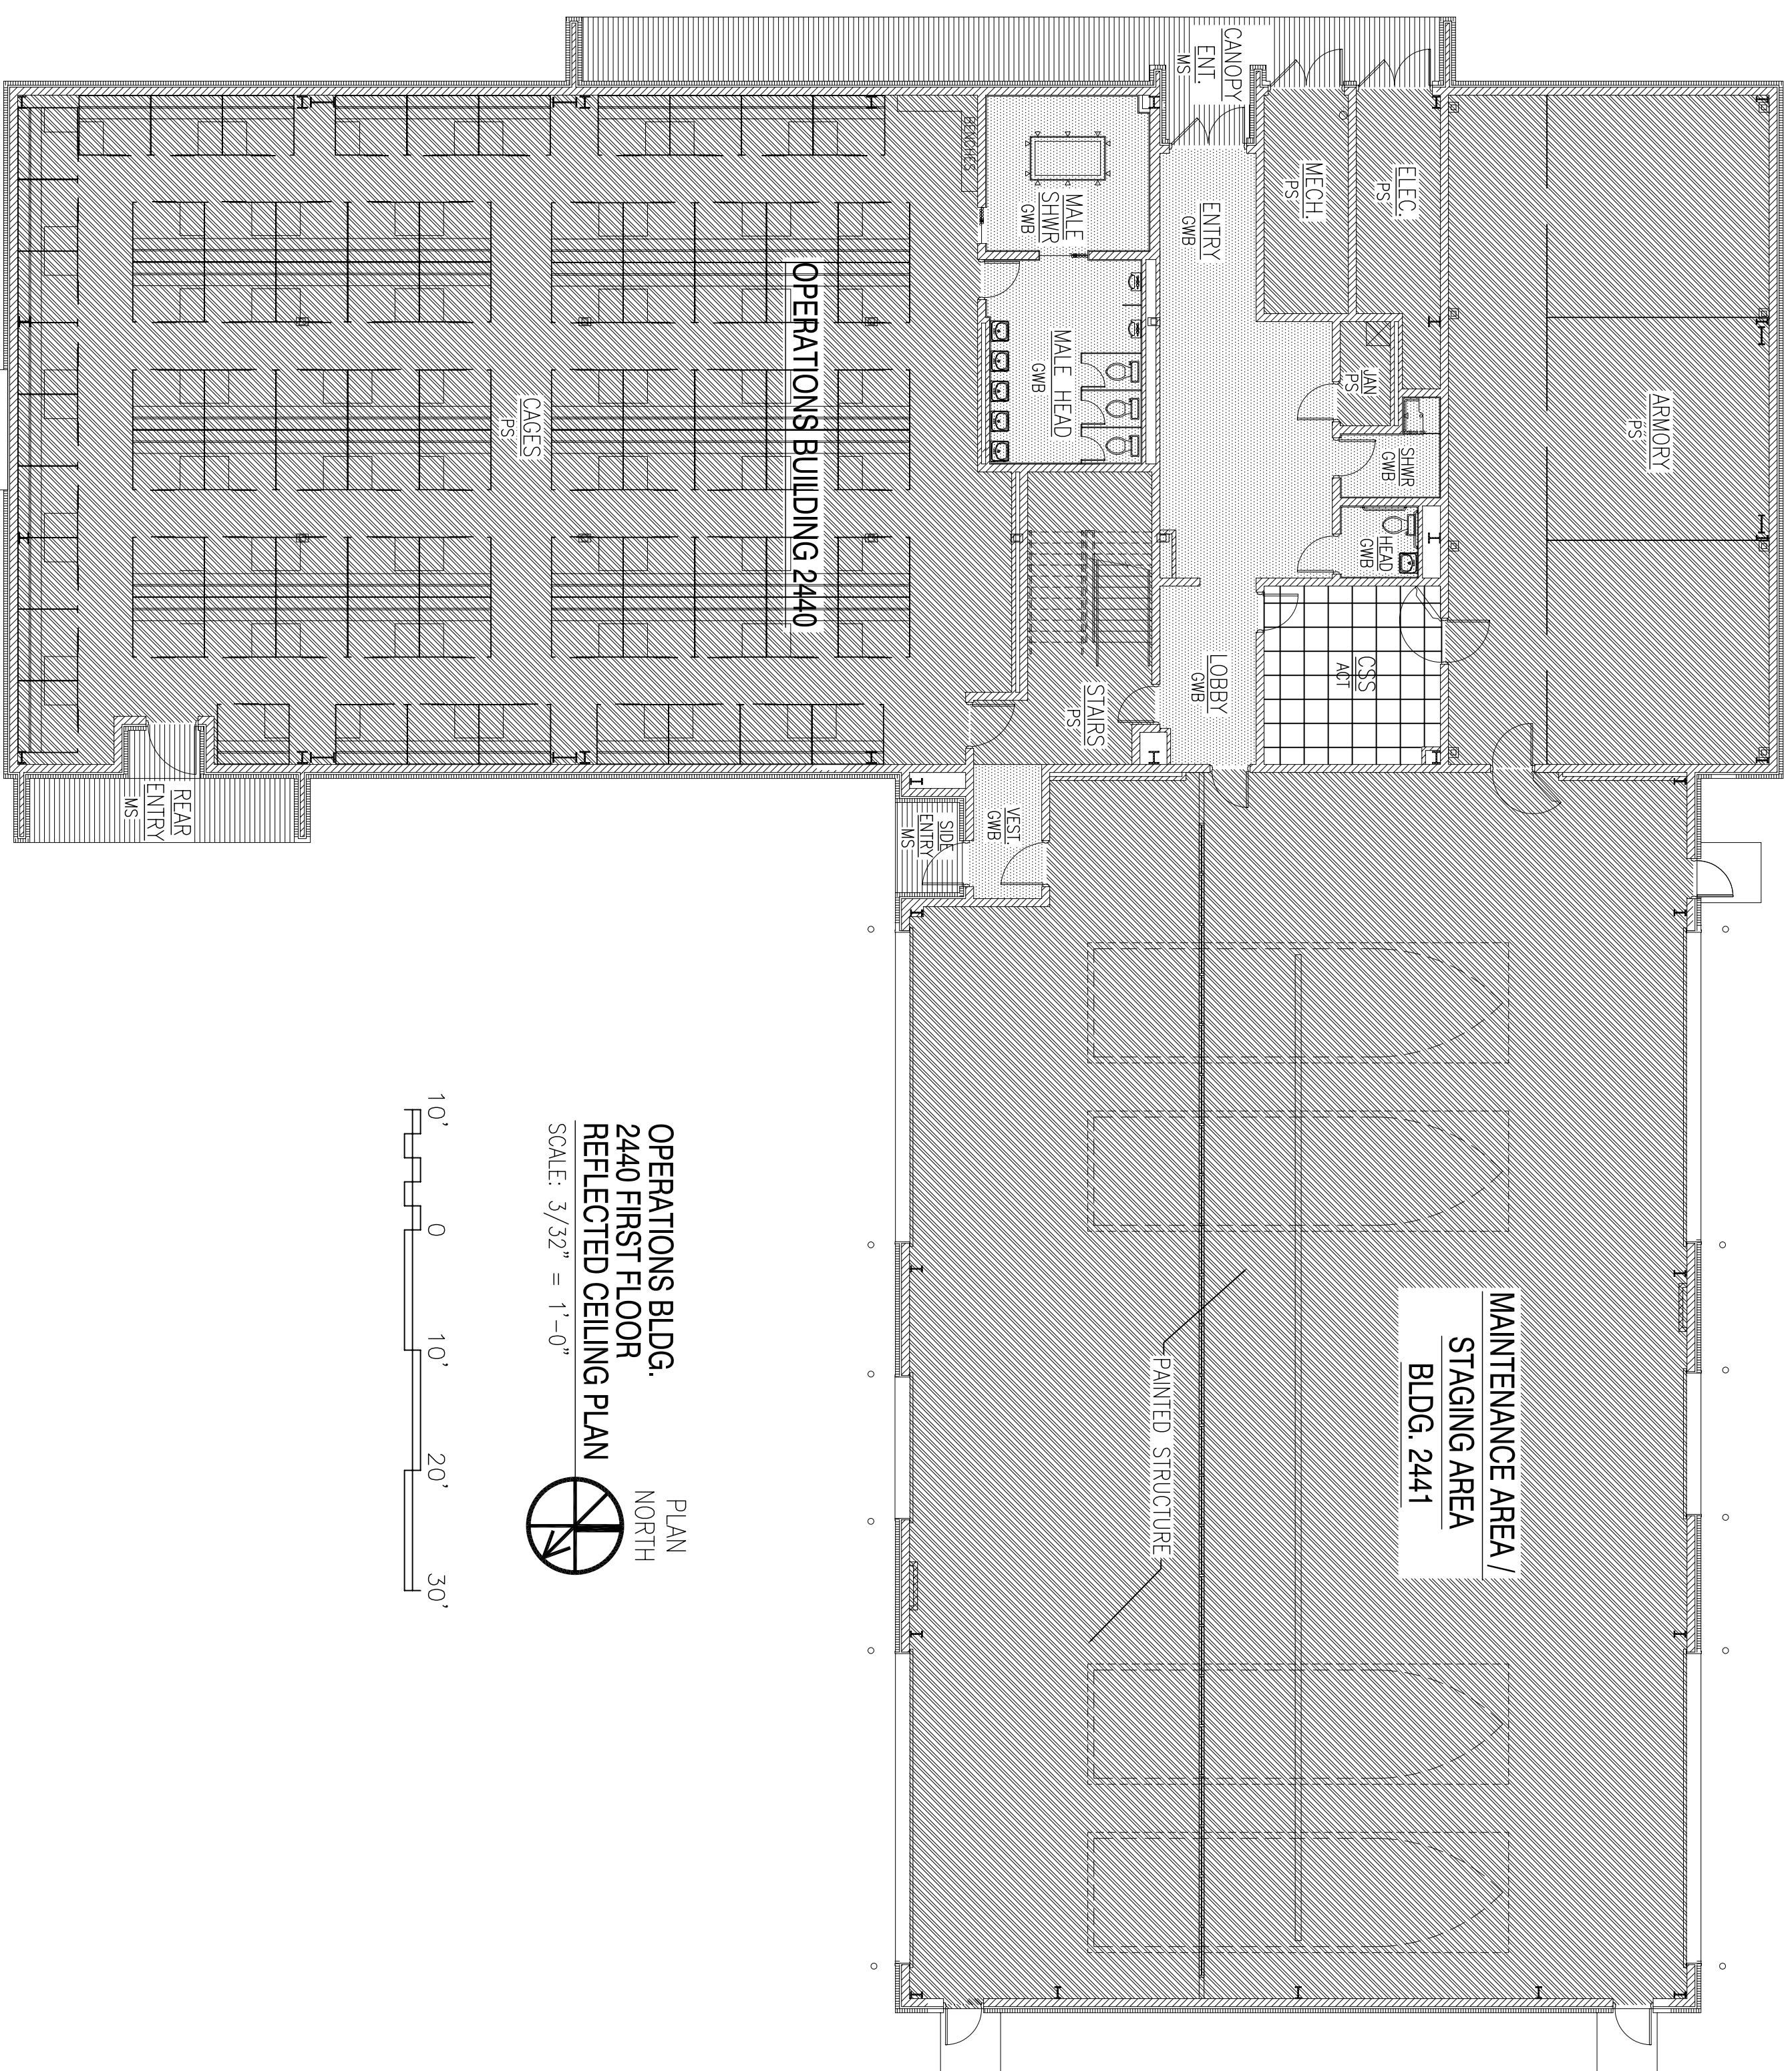 MAINTENANCE AREA /
STAGING AREA
BLDG. 2441
ARMORY
PS
ELEC.
PS
MECH.
PS
JAN
PS
SHWR
GWB
HEAD
GWB
CSS
ACT
CANOPY
ENT.
MS
ENTRY
GWB
LOBBY
GWB
MALE
SHWR
GWB
MALE HEAD
GWB
STAIRS
PS
BENCHES
VEST.
GWB
SIDE
ENTRY
MS
PAINTED STRUCTURE
OPERATIONS BUILDING 2440
CAGES
PS
REAR
ENTRY
MS
OPERATIONS BLDG.
2440 FIRST FLOOR
REFLECTED CEILING PLAN
SCALE: 3/32" = 1'-0"
PLAN
NORTH
10' 0 10' 20' 30'